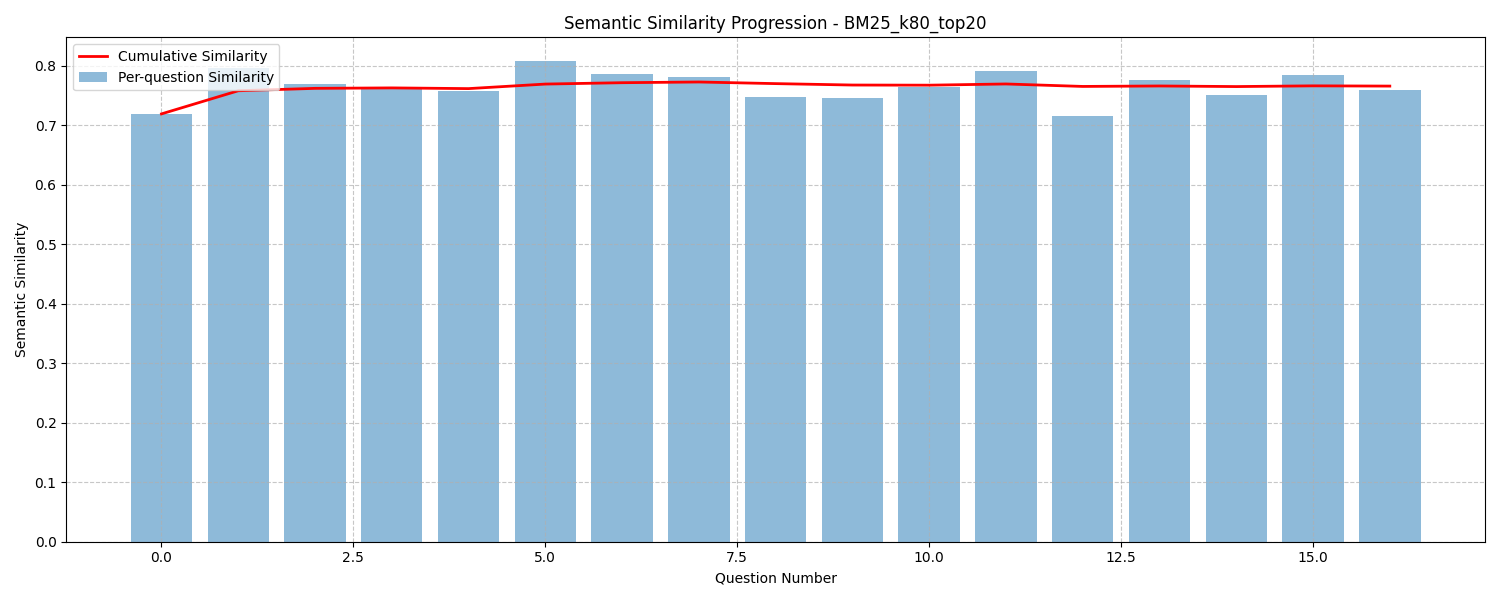 Semantic Similarity Progression - BM25_k80_top20
Cumulative Similarity
Per-question Similarity
0.8
0.7
0.6
0.5
0.4
0.3
0.2
0.1
0.0
Semantic Similarity
0.0 2.5 5.0 7.5 10.0 12.5 15.0
Question Number